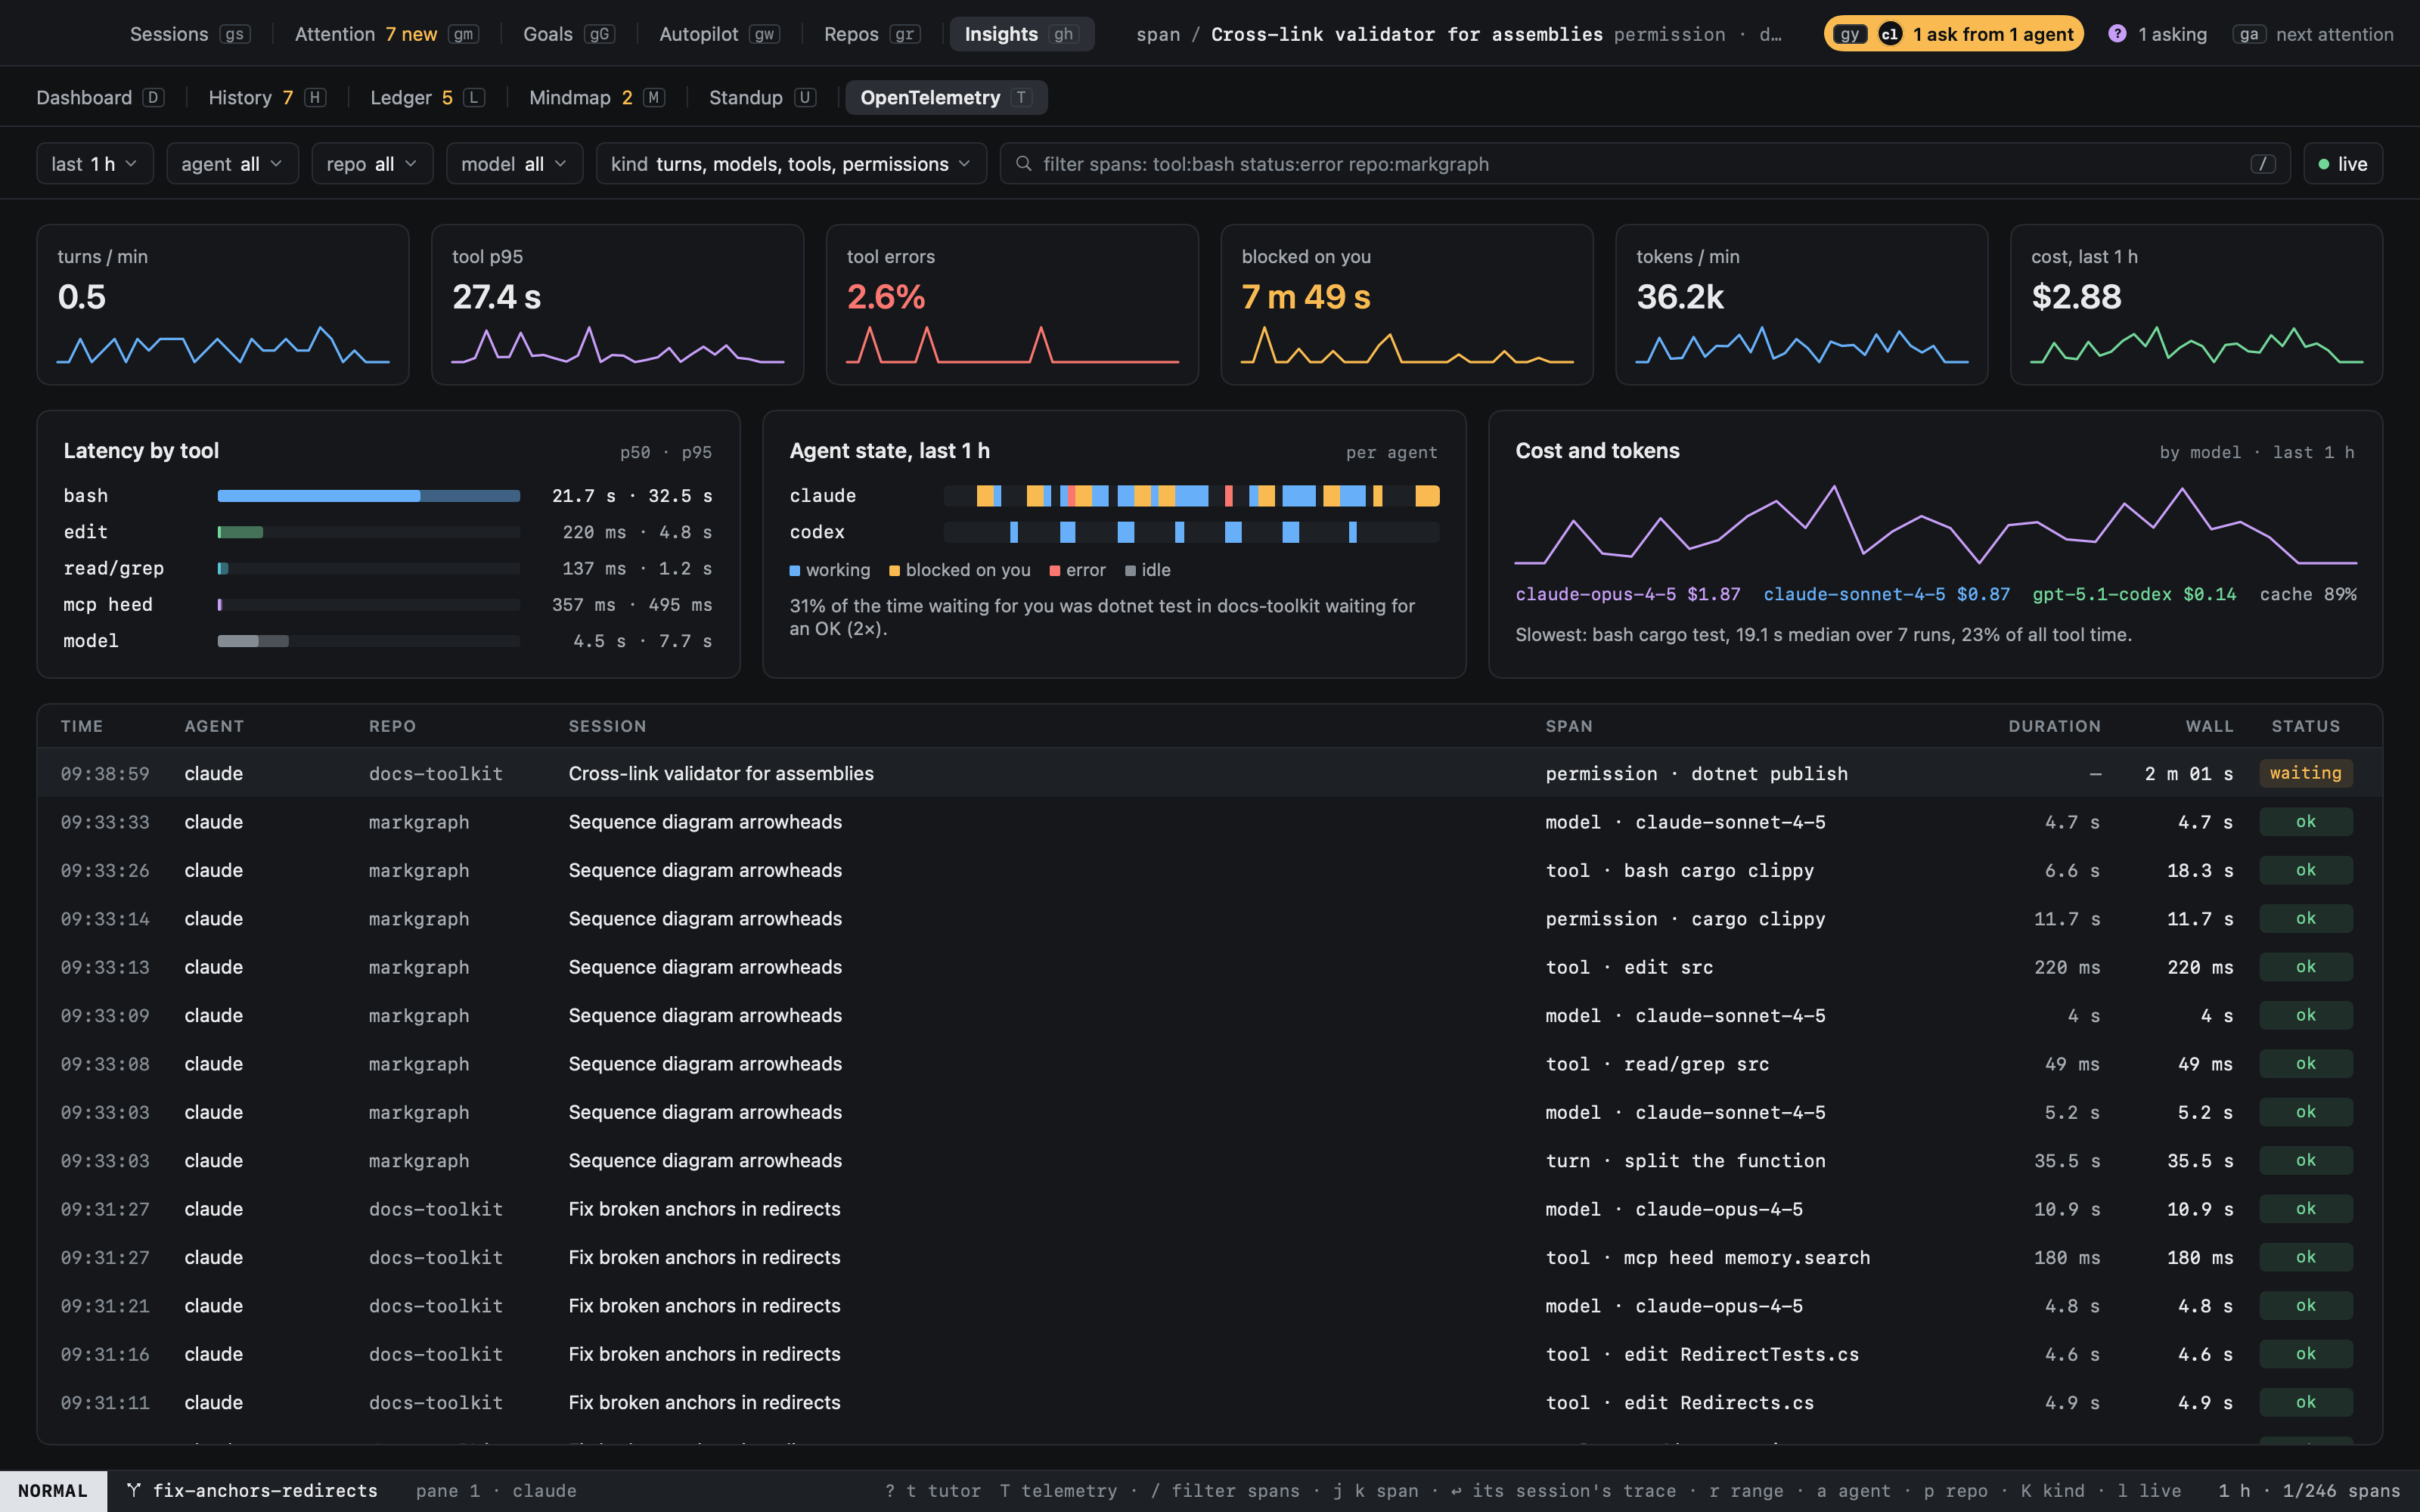 Sessions gs Attention 7 new gm Goals gG Autopilot gw Repos gr Insights gh span / Cross-link validator for assemblies permission · d… gy cl 1 ask from 1 agent ? 1 asking ga next attention
Dashboard D History 7 H Ledger 5 L Mindmap 2 M Standup U OpenTelemetry T
last 1 h agent all repo all model all kind turns, models, tools, permissions filter spans: tool:bash status:error repo:markgraph / live
turns / min
0.5
tool p95
27.4 s
tool errors
2.6%
blocked on you
7 m 49 s
tokens / min
36.2k
cost, last 1 h
$2.88
Latency by tool p50 · p95
bash 21.7 s · 32.5 s
edit 220 ms · 4.8 s
read/grep 137 ms · 1.2 s
mcp heed 357 ms · 495 ms
model 4.5 s · 7.7 s
Agent state, last 1 h per agent
claude
codex
working blocked on you error idle
31% of the time waiting for you was dotnet test in docs-toolkit waiting for
an OK (2×).
Cost and tokens by model · last 1 h
claude-opus-4-5 $1.87 claude-sonnet-4-5 $0.87 gpt-5.1-codex $0.14 cache 89%
Slowest: bash cargo test, 19.1 s median over 7 runs, 23% of all tool time.
TIME AGENT REPO SESSION SPAN DURATION WALL STATUS
09:38:59 claude docs-toolkit Cross-link validator for assemblies permission · dotnet publish — 2 m 01 s waiting
09:33:33 claude markgraph Sequence diagram arrowheads model · claude-sonnet-4-5 4.7 s 4.7 s ok
09:33:26 claude markgraph Sequence diagram arrowheads tool · bash cargo clippy 6.6 s 18.3 s ok
09:33:14 claude markgraph Sequence diagram arrowheads permission · cargo clippy 11.7 s 11.7 s ok
09:33:13 claude markgraph Sequence diagram arrowheads tool · edit src 220 ms 220 ms ok
09:33:09 claude markgraph Sequence diagram arrowheads model · claude-sonnet-4-5 4 s 4 s ok
09:33:08 claude markgraph Sequence diagram arrowheads tool · read/grep src 49 ms 49 ms ok
09:33:03 claude markgraph Sequence diagram arrowheads model · claude-sonnet-4-5 5.2 s 5.2 s ok
09:33:03 claude markgraph Sequence diagram arrowheads turn · split the function 35.5 s 35.5 s ok
09:31:27 claude docs-toolkit Fix broken anchors in redirects model · claude-opus-4-5 10.9 s 10.9 s ok
09:31:27 claude docs-toolkit Fix broken anchors in redirects tool · mcp heed memory.search 180 ms 180 ms ok
09:31:21 claude docs-toolkit Fix broken anchors in redirects model · claude-opus-4-5 4.8 s 4.8 s ok
09:31:16 claude docs-toolkit Fix broken anchors in redirects tool · edit RedirectTests.cs 4.6 s 4.6 s ok
09:31:11 claude docs-toolkit Fix broken anchors in redirects tool · edit Redirects.cs 4.9 s 4.9 s ok
NORMAL fix-anchors-redirects pane 1 · claude ? t tutor T telemetry · / filter spans · j k span · ↩ its session's trace · r range · a agent · p repo · K kind · l live 1 h · 1/246 spans